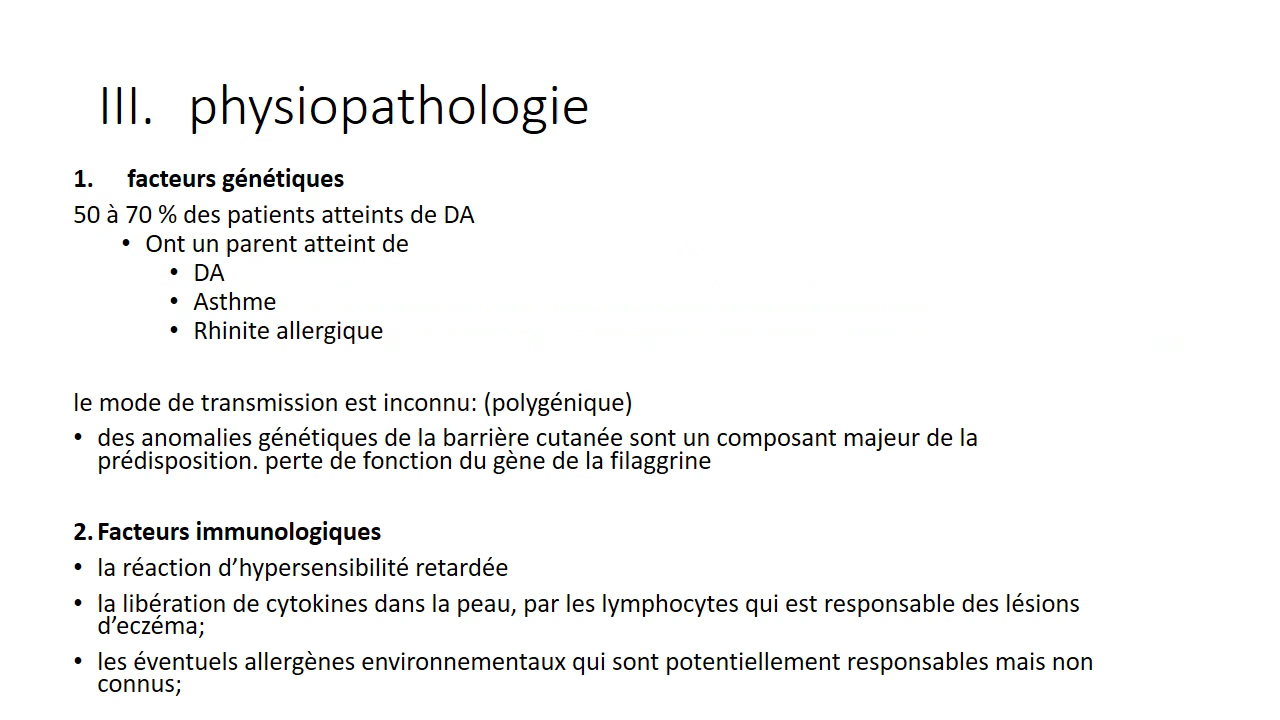 III. physiopathologie
1. facteurs génétiques
50 à 70 % des patients atteints de DA
• Ont un parent atteint de
• DA
• Asthme
• Rhinite allergique
le mode de transmission est inconnu: (polygénique)
• des anomalies génétiques de la barrière cutanée sont un composant majeur de la
prédisposition. perte de fonction du gène de la filaggrine
2. Facteurs immunologiques
• la réaction d’hypersensibilité retardée
• la libération de cytokines dans la peau, par les lymphocytes qui est responsable des lésions
d’eczéma;
• les éventuels allergènes environnementaux qui sont potentiellement responsables mais non
connus;